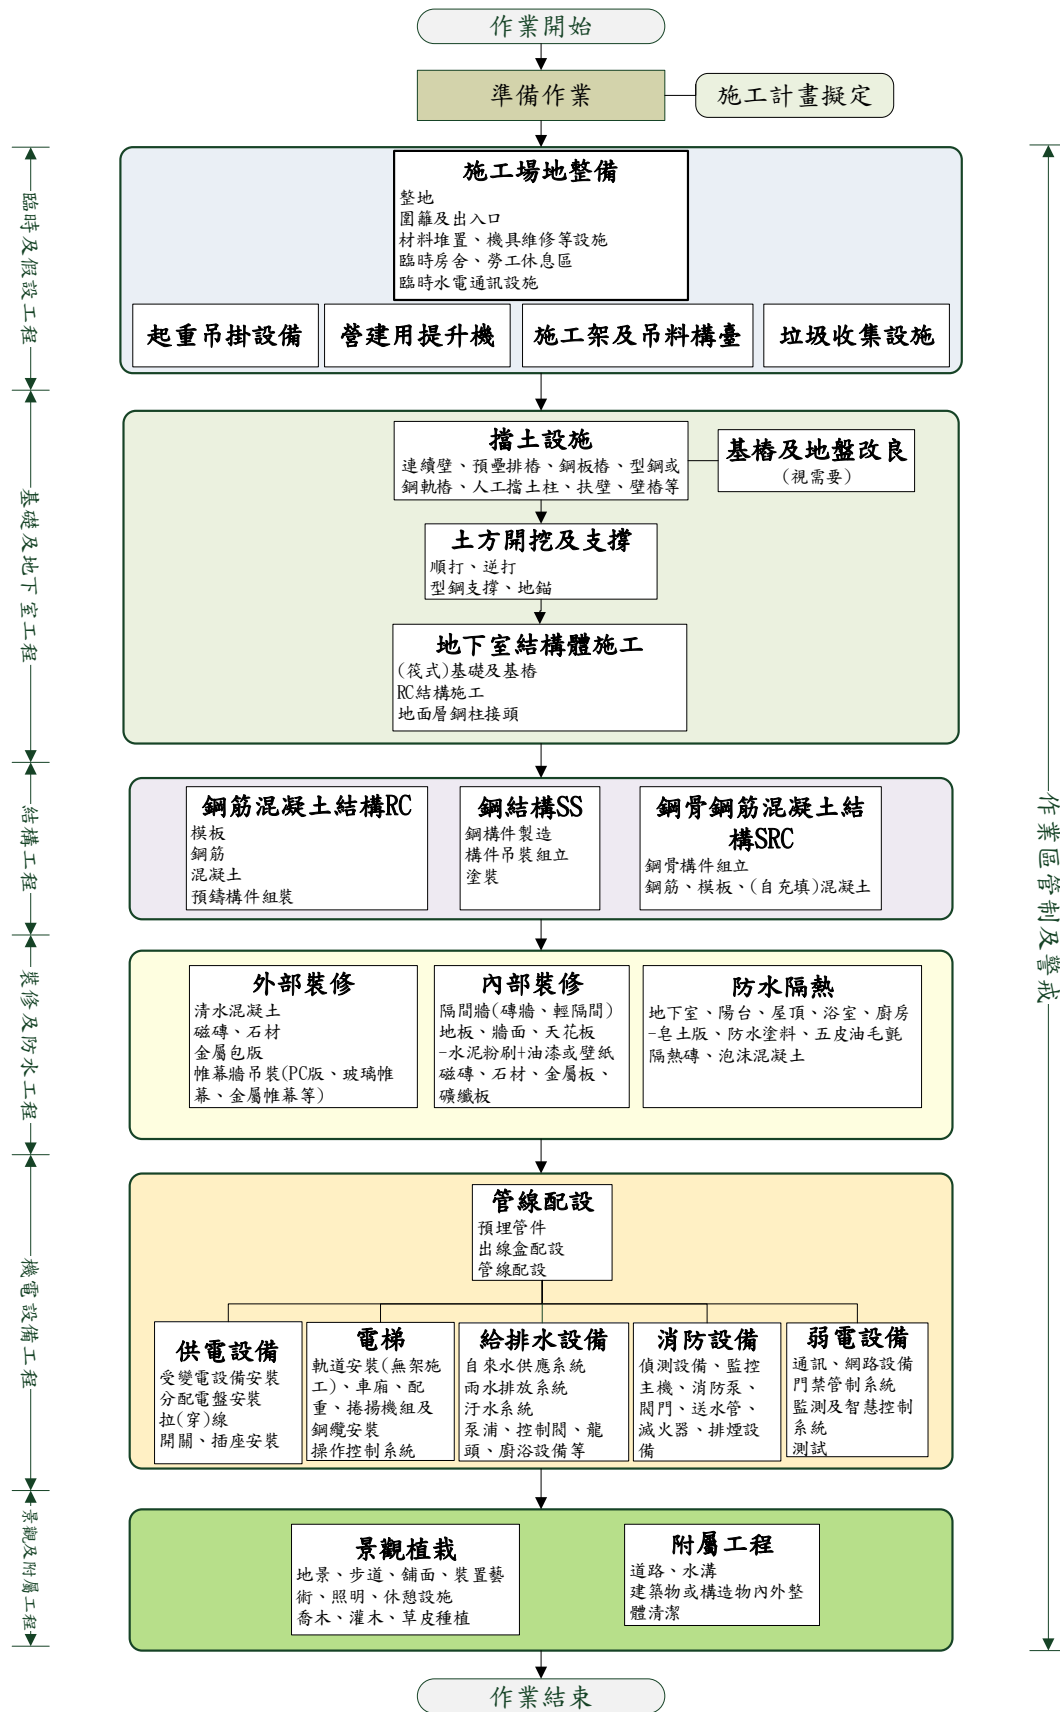 作業開始
準備作業
施工計畫擬定
臨時及假設工程
施工場地整備
整地
圍籬及出入口
材料堆置、機具維修等設施
臨時房舍、勞工休息區
臨時水電通訊設施
起重吊掛設備
營建用提升機
施工架及吊料構臺
垃圾收集設施
基礎及地下室工程
擋土設施
連續壁、預壘排樁、鋼板樁、型鋼或
鋼軌樁、人工擋土柱、扶壁、壁樁等
基樁及地盤改良
(視需要)
土方開挖及支撐
順打、逆打
型鋼支撐、地錨
地下室結構體施工
(筏式)基礎及基樁
RC結構施工
地面層鋼柱接頭
結構工程
鋼筋混凝土結構RC
模板
鋼筋
混凝土
預鑄構件組裝
鋼結構SS
鋼構件製造
構件吊裝組立
塗裝
鋼骨鋼筋混凝土結
構SRC
鋼骨構件組立
鋼筋、模板、(自充填)混凝土
作業區管制及警戒
裝修及防水工程
外部裝修
清水混凝土
磁磚、石材
金屬包版
帷幕牆吊裝(PC版、玻璃帷
幕、金屬帷幕等)
內部裝修
隔間牆(磚牆、輕隔間)
地板、牆面、天花板
-水泥粉刷+油漆或壁紙
磁磚、石材、金屬板、
礦纖板
防水隔熱
地下室、陽台、屋頂、浴室、廚房
-皂土版、防水塗料、五皮油毛氈
隔熱磚、泡沫混凝土
機電設備工程
管線配設
預埋管件
出線盒配設
管線配設
供電設備
受變電設備安裝
分配電盤安裝
拉(穿)線
開關、插座安裝
電梯
軌道安裝(無架施
工)、車廂、配
重、捲揚機組及
鋼纜安裝
操作控制系統
給排水設備
自來水供應系統
雨水排放系統
汙水系統
泵浦、控制閥、龍
頭、廚浴設備等
消防設備
偵測設備、監控
主機、消防泵、
閥門、送水管、
滅火器、排煙設
備
弱電設備
通訊、網路設備
門禁管制系統
監測及智慧控制
系統
測試
景觀及附屬工程
景觀植栽
地景、步道、舖面、裝置藝
術、照明、休憩設施
喬木、灌木、草皮種植
附屬工程
道路、水溝
建築物或構造物內外整
體清潔
作業結束